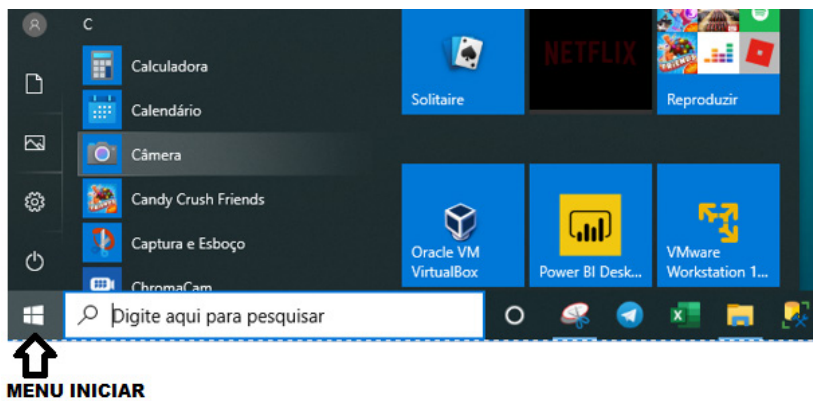 C
Calculadora
Calendário
Câmera
Candy Crush Friends
Captura e Esboço
ChromaCam
Solitaire
NETFLIX
FRIENDS
Reproduzir
Oracle VM
VirtualBox
Power BI Desk...
VMware
Workstation 1...
Digite aqui para pesquisar
MENU INICIAR